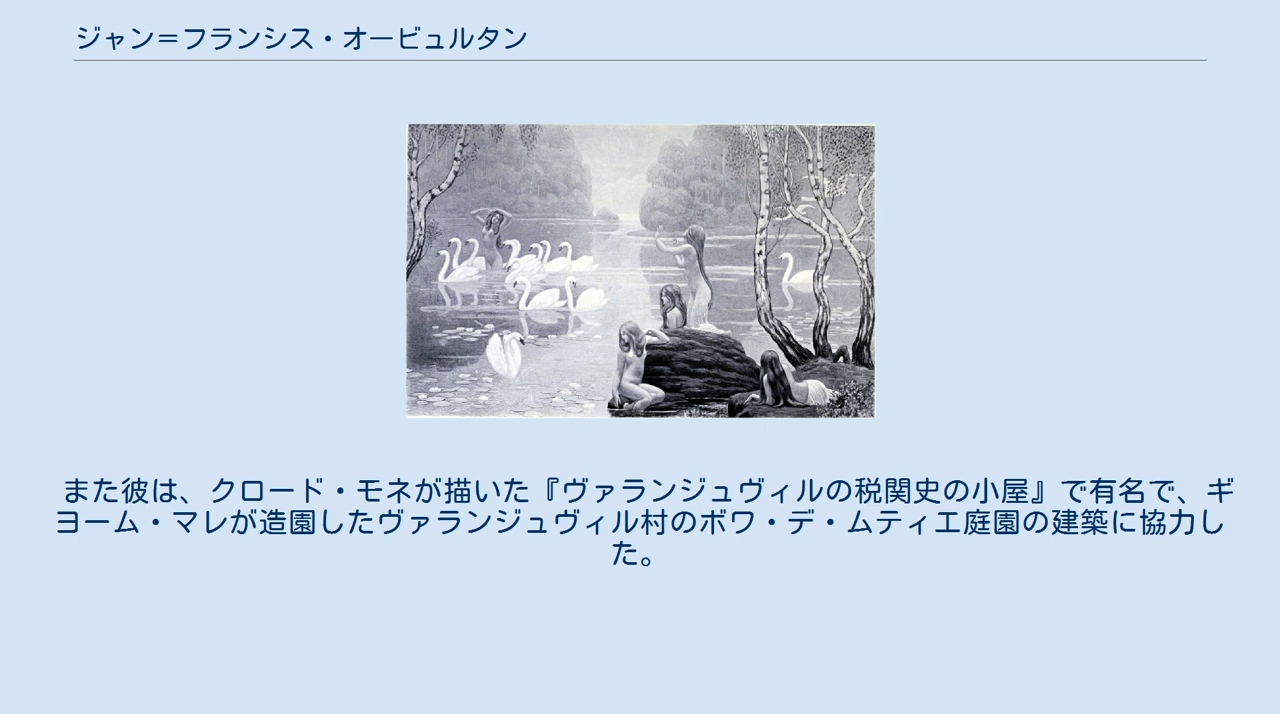 ジャン＝フランシス・オービュルタン
また彼は、クロード・モネが描いた『ヴァランジュヴィルの税関史の小屋』で有名で、ギ
ヨーム・マレが造園したヴァランジュヴィル村のボワ・デ・ムティエ庭園の建築に協力し
た。